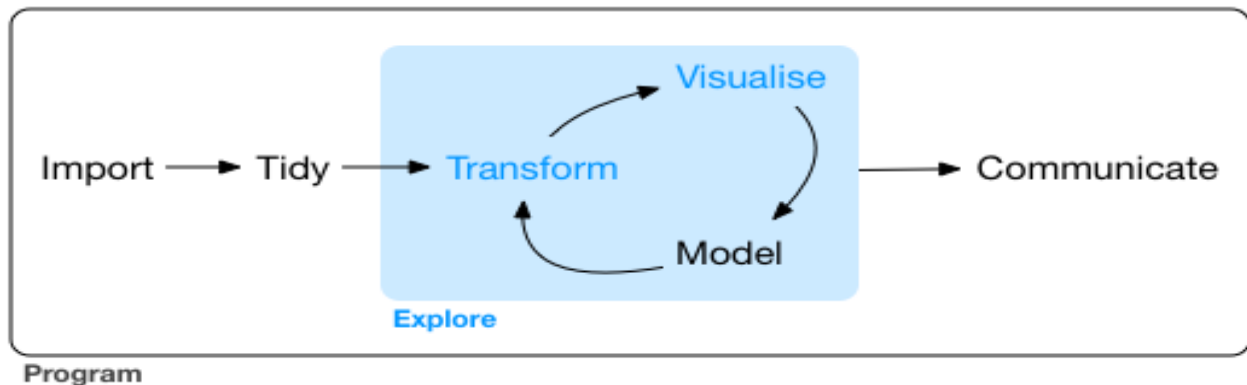 Visualise
Import Tidy Transform Communicate
Model
Explore
Program